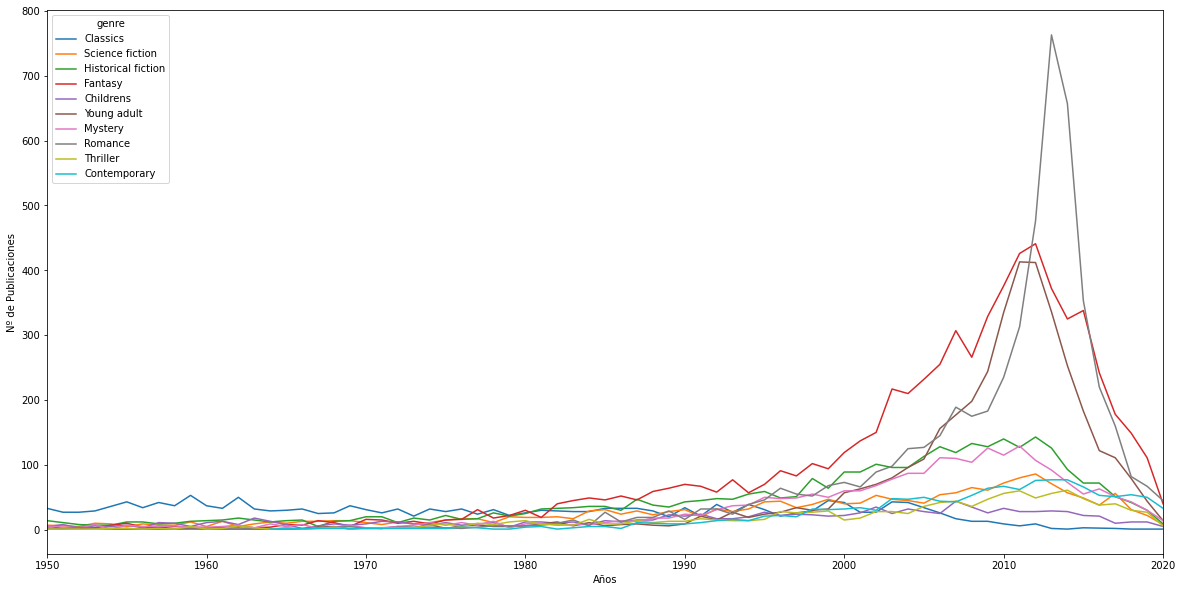 genre
Classics
Science fiction
Historical fiction
Fantasy
Childrens
Young adult
Mystery
Romance
Thriller
Contemporary
800
700
600
500
400
300
200
100
0
Nº de Publicaciones
1950 1960 1970 1980 1990 2000 2010 2020
Años